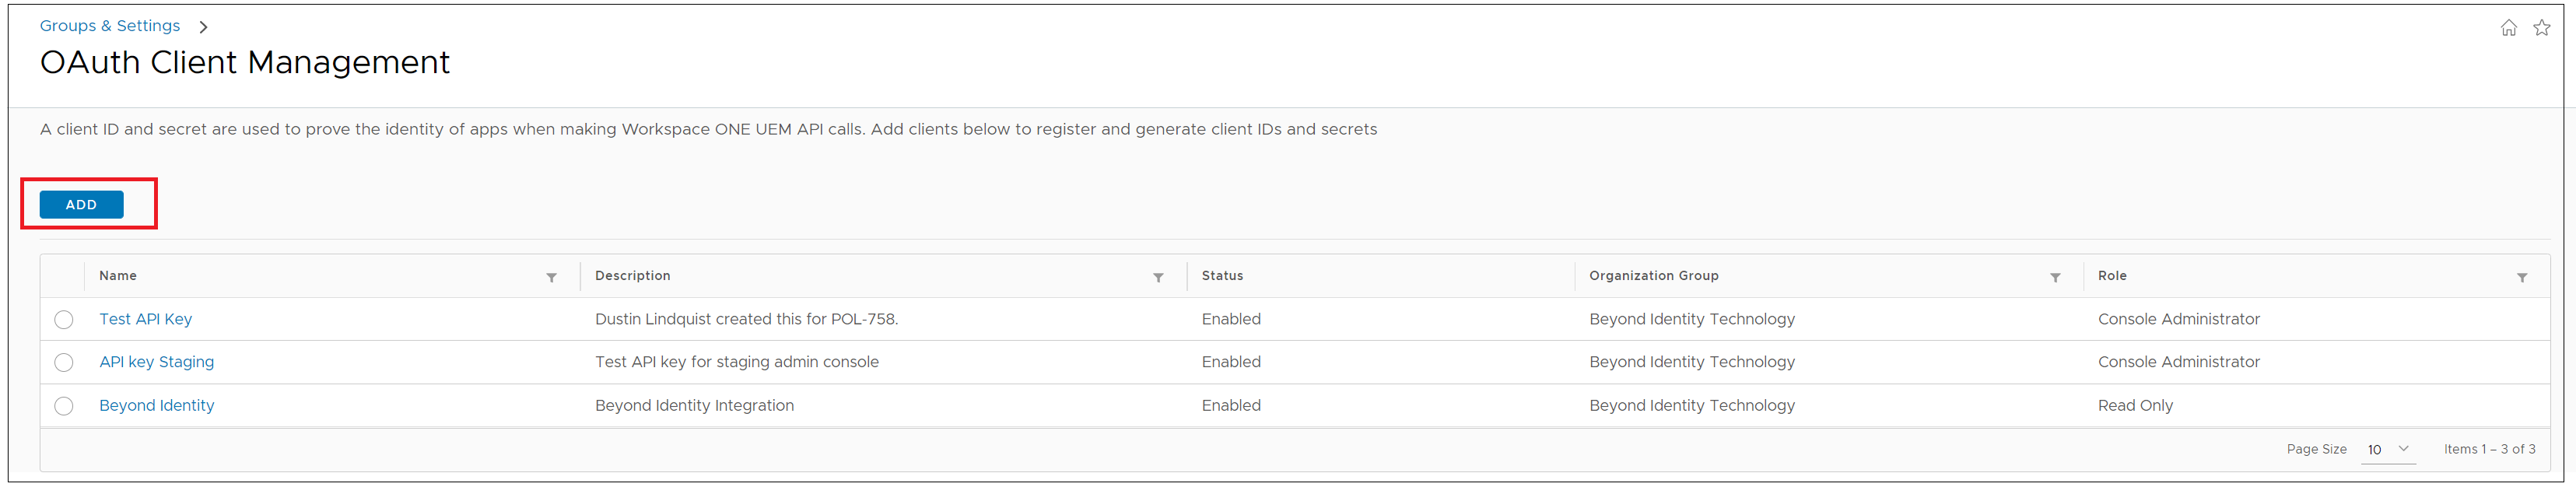 Groups & Settings
OAuth Client Management
A client ID and secret are used to prove the identity of apps when making Workspace ONE UEM API calls. Add clients below to register and generate client IDs and secrets
ADD
Name Description Status Organization Group Role
Test API Key Dustin Lindquist created this for POL-758. Enabled Beyond Identity Technology Console Administrator
API key Staging Test API key for staging admin console Enabled Beyond Identity Technology Console Administrator
Beyond Identity Beyond Identity Integration Enabled Beyond Identity Technology Read Only
Page Size 10 Items 1 – 3 of 3